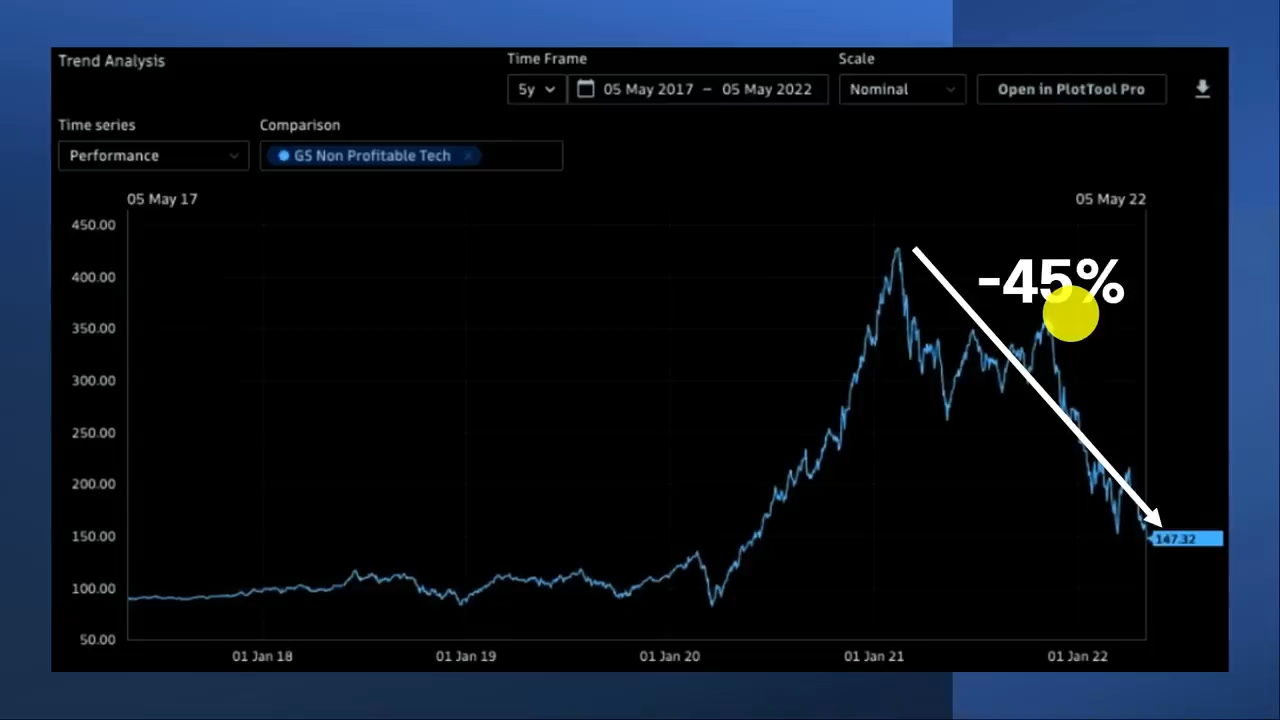 Trend Analysis
Time Frame
Scale
5y
05 May 2017 – 05 May 2022
Nominal
Open in PlotTool Pro
Time series
Comparison
Performance
GS Non Profitable Tech ×
05 May 17
05 May 22
450.00
400.00
350.00
300.00
250.00
200.00
150.00
100.00
50.00
-45%
147.32
01 Jan 18
01 Jan 19
01 Jan 20
01 Jan 21
01 Jan 22